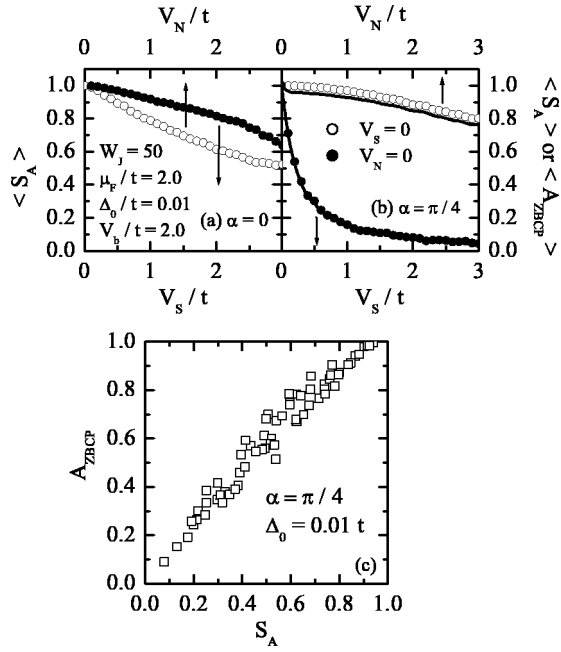 V_N / t V_N / t
0 1 2 0 1 2 3
1.0 0.8 0.6 0.4 0.2 0.0
< S_A >
W_J = 50
μ_F / t = 2.0
Δ_0 / t = 0.01
V_b / t = 2.0
(a) α = 0
V_S = 0
V_N = 0
(b) α = π / 4
1.0 0.8 0.6 0.4 0.2 0.0
< S_A > or < A_ZBCP >
0 1 2 0 1 2 3
V_S / t V_S / t
1.0 0.8 0.6 0.4 0.2 0.0
A_ZBCP
α = π / 4
Δ_0 = 0.01 t
(c)
0.0 0.2 0.4 0.6 0.8 1.0
S_A